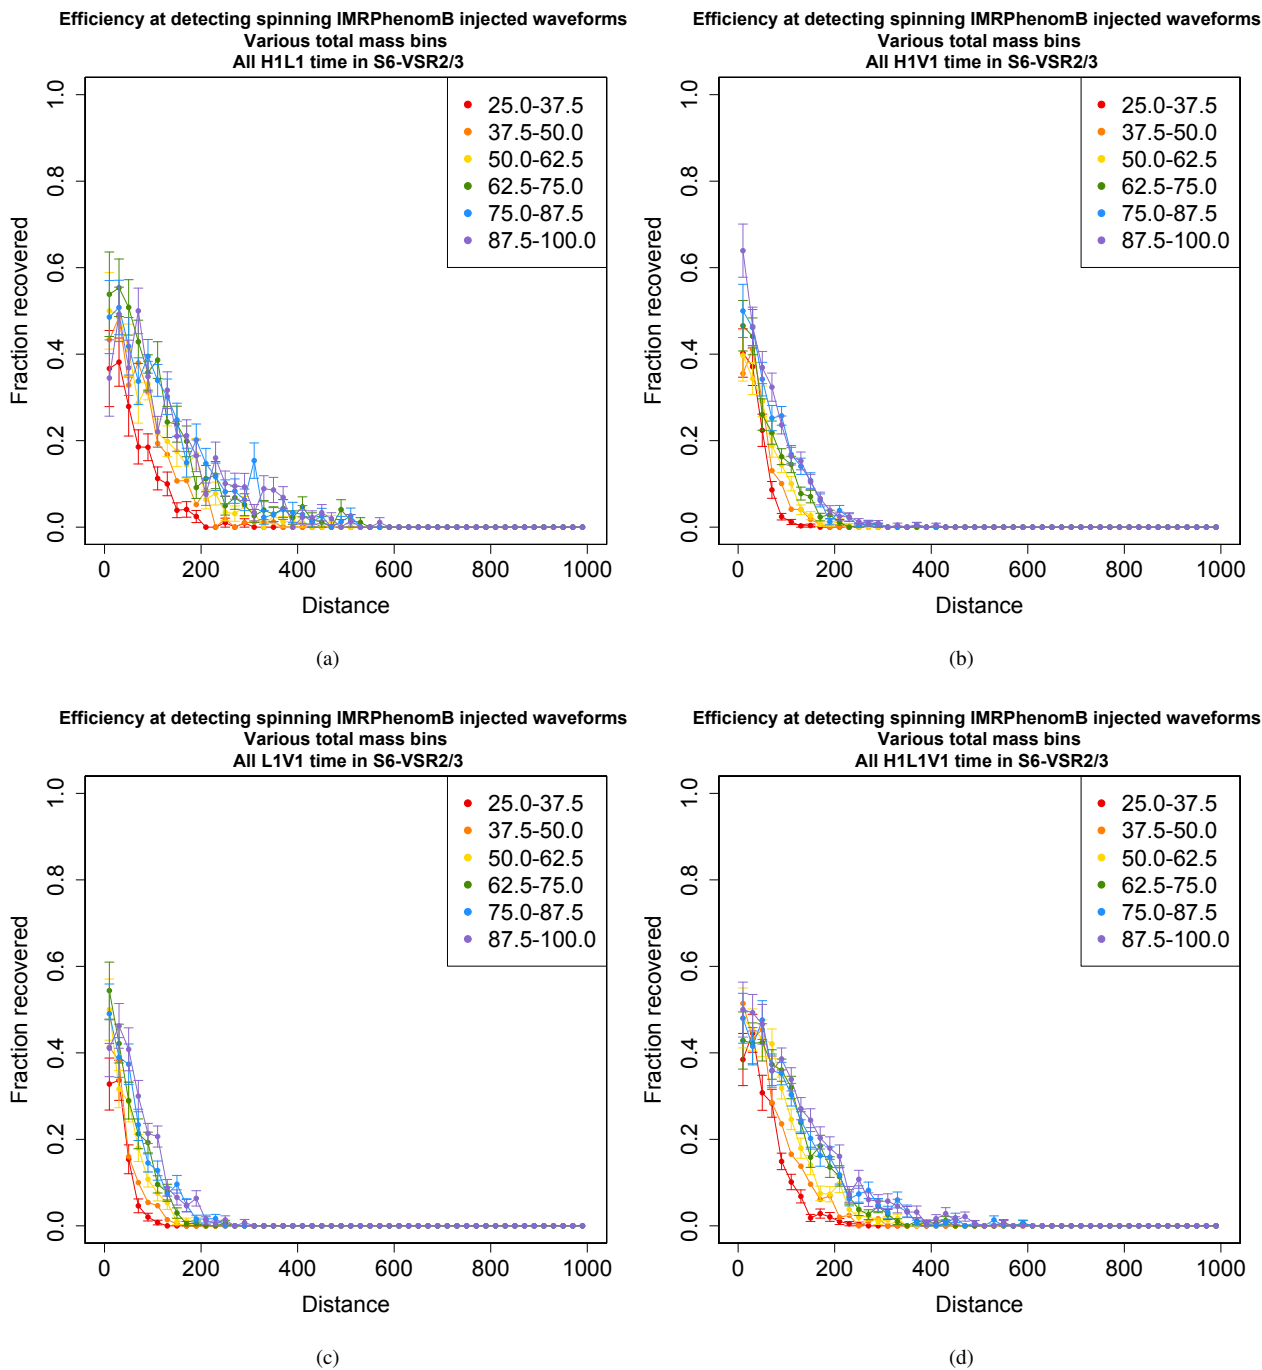 Efficiency at detecting spinning IMRPhenomB injected waveforms
Various total mass bins
All H1L1 time in S6-VSR2/3
1.0
0.8
0.6
0.4
0.2
0.0
Fraction recovered
25.0-37.5
37.5-50.0
50.0-62.5
62.5-75.0
75.0-87.5
87.5-100.0
0 200 400 600 800 1000
Distance
(a)
Efficiency at detecting spinning IMRPhenomB injected waveforms
Various total mass bins
All H1V1 time in S6-VSR2/3
1.0
0.8
0.6
0.4
0.2
0.0
Fraction recovered
25.0-37.5
37.5-50.0
50.0-62.5
62.5-75.0
75.0-87.5
87.5-100.0
0 200 400 600 800 1000
Distance
(b)
Efficiency at detecting spinning IMRPhenomB injected waveforms
Various total mass bins
All L1V1 time in S6-VSR2/3
1.0
0.8
0.6
0.4
0.2
0.0
Fraction recovered
25.0-37.5
37.5-50.0
50.0-62.5
62.5-75.0
75.0-87.5
87.5-100.0
0 200 400 600 800 1000
Distance
(c)
Efficiency at detecting spinning IMRPhenomB injected waveforms
Various total mass bins
All H1L1V1 time in S6-VSR2/3
1.0
0.8
0.6
0.4
0.2
0.0
Fraction recovered
25.0-37.5
37.5-50.0
50.0-62.5
62.5-75.0
75.0-87.5
87.5-100.0
0 200 400 600 800 1000
Distance
(d)